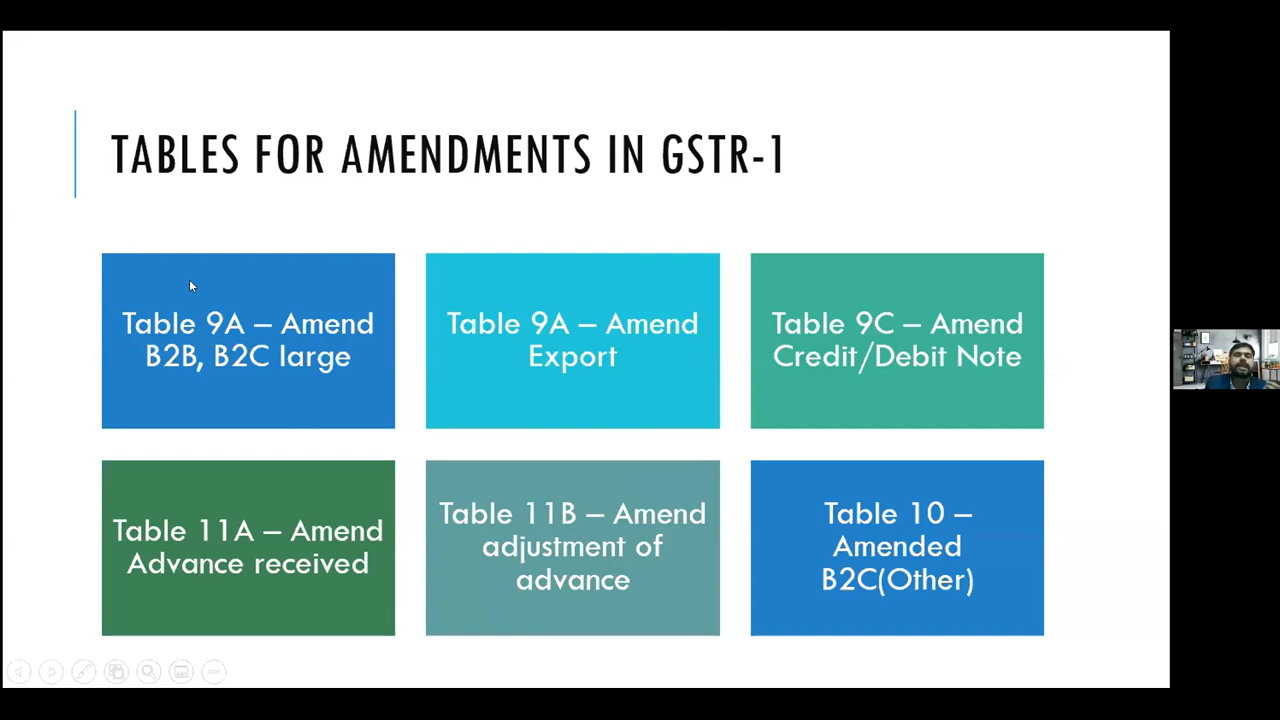 TABLES FOR AMENDMENTS IN GSTR-1
Table 9A – Amend
B2B, B2C large
Table 9A – Amend
Export
Table 9C – Amend
Credit/Debit Note
Table 11A – Amend
Advance received
Table 11B – Amend
adjustment of
advance
Table 10 –
Amended
B2C(Other)